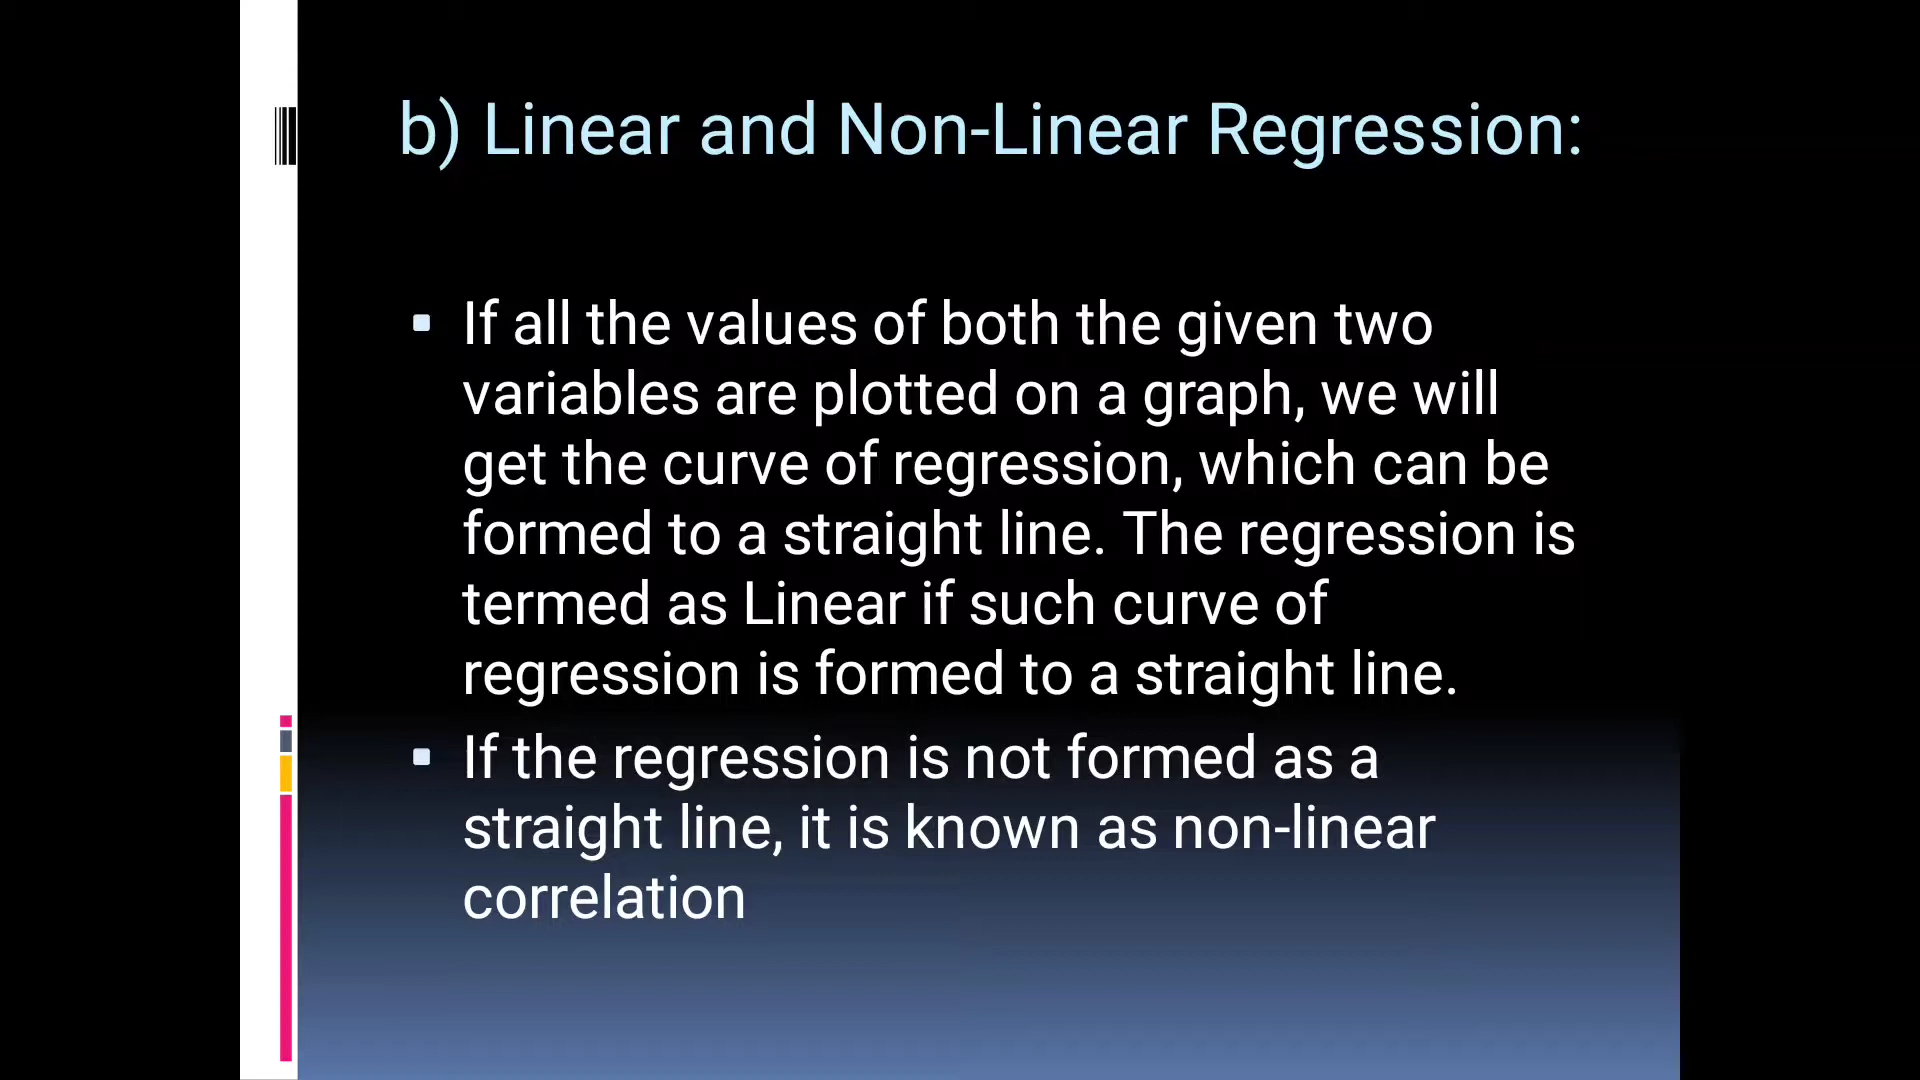 b) Linear and Non-Linear Regression:
▪ If all the values of both the given two
variables are plotted on a graph, we will
get the curve of regression, which can be
formed to a straight line. The regression is
termed as Linear if such curve of
regression is formed to a straight line.
▪ If the regression is not formed as a
straight line, it is known as non-linear
correlation